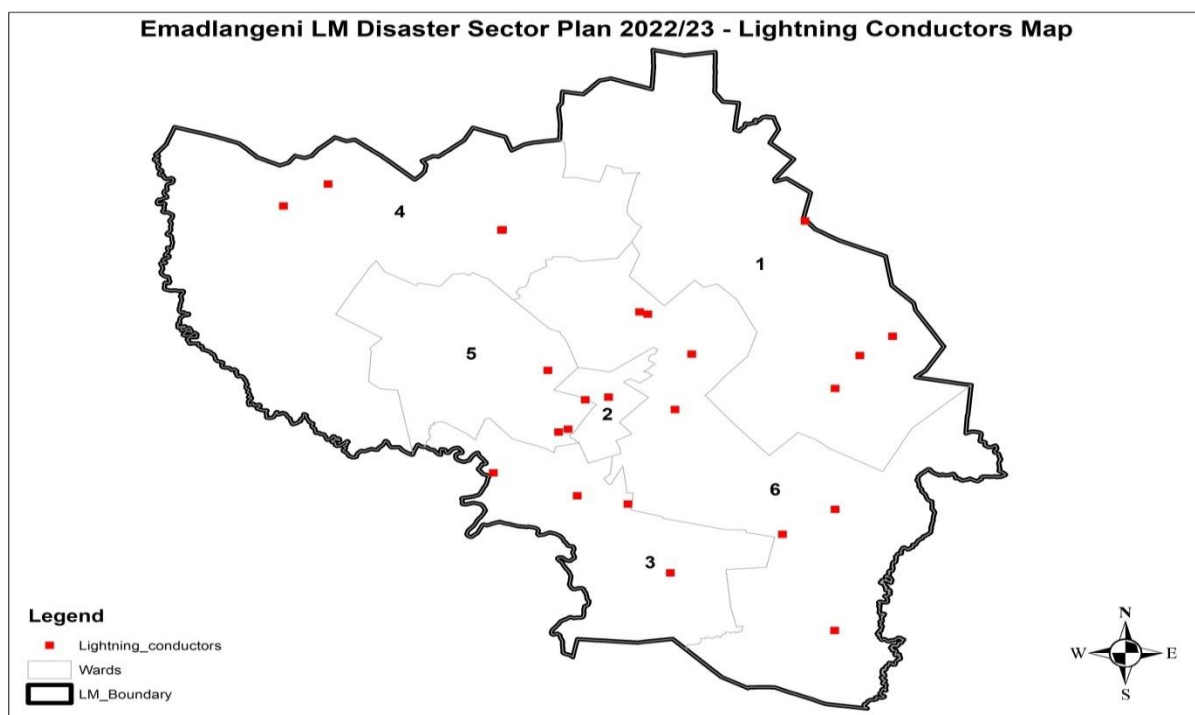 Emadlangeni LM Disaster Sector Plan 2022/23 - Lightning Conductors Map
4
1
5
2
6
3
Legend
Lightning_conductors
Wards
LM_Boundary
N
W E
S